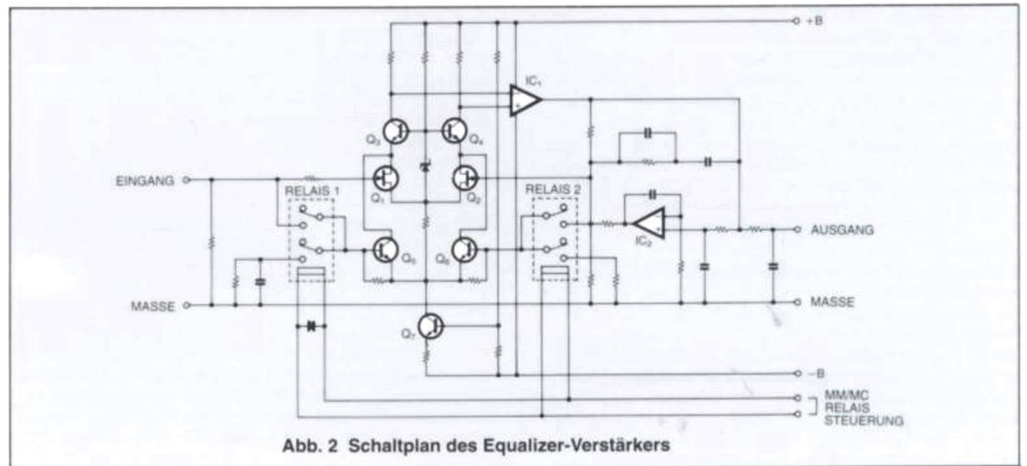 +B
IC₁
Q₃
Q₄
EINGANG
RELAIS 1
Q₁
Q₂
RELAIS 2
IC₂
AUSGANG
Q₅
Q₆
MASSE
MASSE
Q₇
−B
MM/MC
RELAIS
STEUERUNG
Abb. 2 Schaltplan des Equalizer-Verstärkers